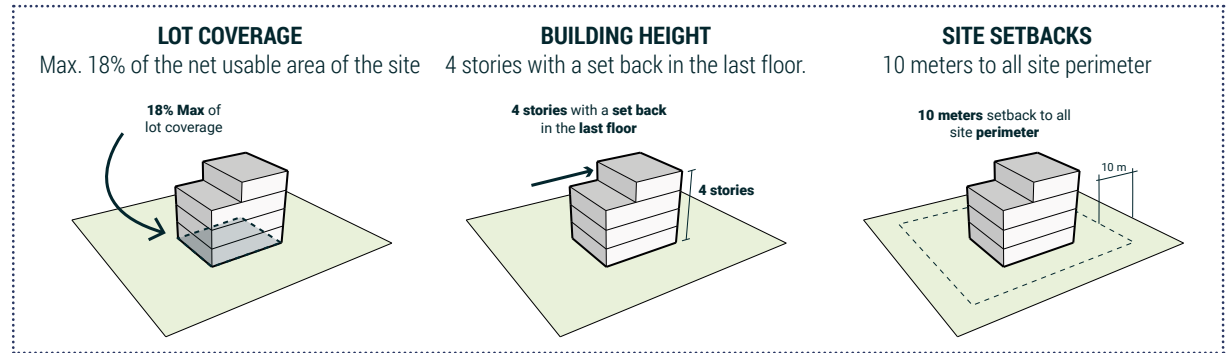 LOT COVERAGE
Max. 18% of the net usable area of the site
18% Max of
lot coverage
BUILDING HEIGHT
4 stories with a set back in the last floor.
4 stories with a set back
in the last floor
4 stories
SITE SETBACKS
10 meters to all site perimeter
10 meters setback to all
site perimeter
10 m